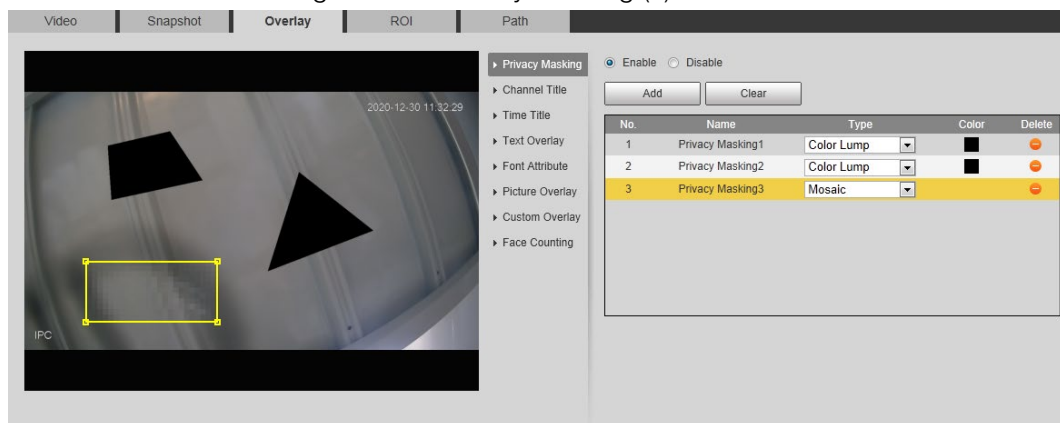 Video Snapshot Overlay ROI Path
2020-12-30 11:32:29
IPC
Privacy Masking
Channel Title
Time Title
Text Overlay
Font Attribute
Picture Overlay
Custom Overlay
Face Counting
Enable Disable
Add Clear
No. Name Type Color Delete
1 Privacy Masking1 Color Lump
2 Privacy Masking2 Color Lump
3 Privacy Masking3 Mosaic